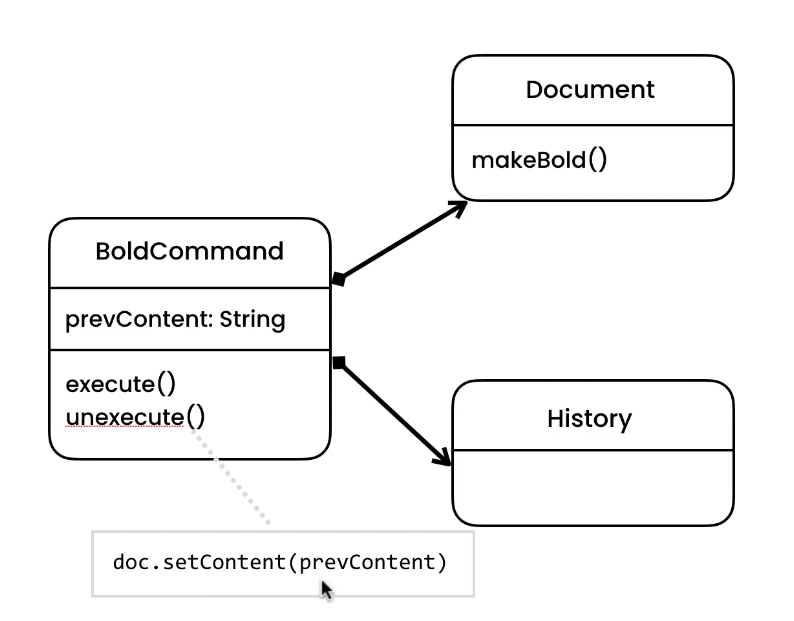 Document
makeBold()
BoldCommand
prevContent: String
execute()
unexecute()
History
doc.setContent(prevContent)